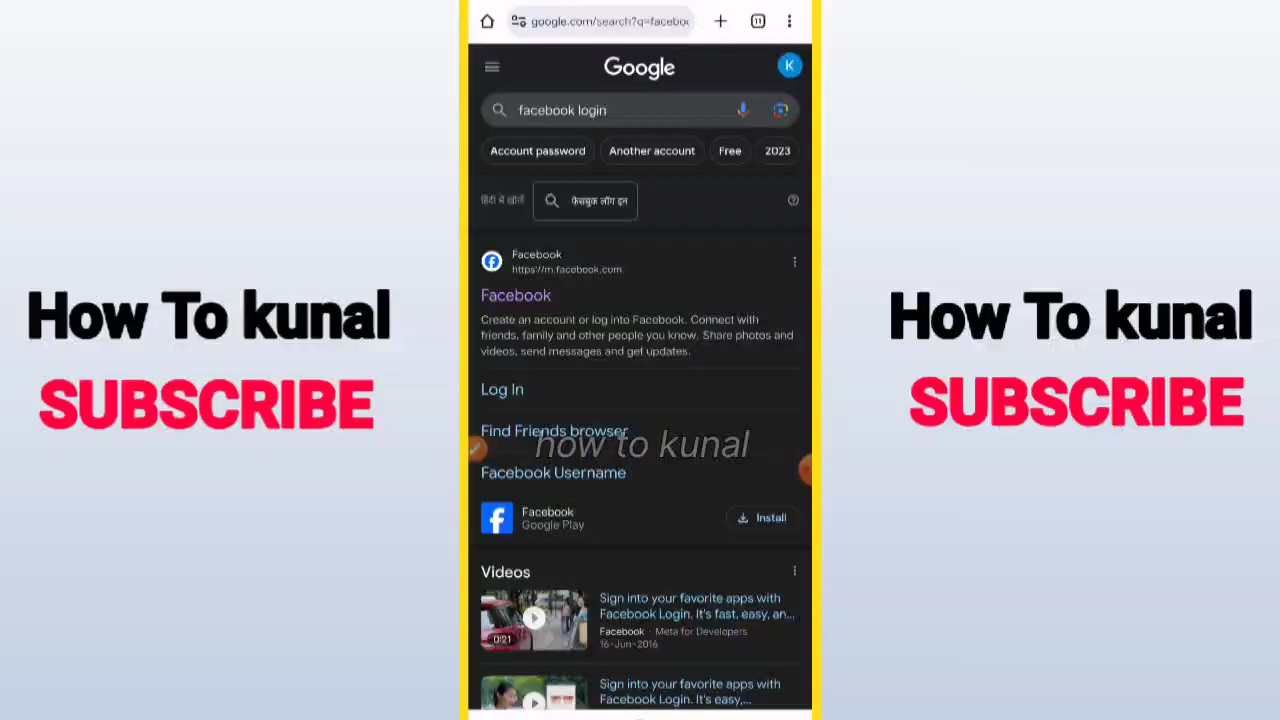 google.com/search?q=facebo
11
Google
K
facebook login
Account password
Another account
Free
2023
हिंदी में खोजें
फ़ेसबुक लॉग इन
Facebook
https://m.facebook.com
Facebook
Create an account or log into Facebook. Connect with
friends, family and other people you know. Share photos and
videos, send messages and get updates.
Log In
Find Friends browser
how to kunal
Facebook Username
Facebook
Google Play
Install
Videos
Sign into your favorite apps with
Facebook Login. It's fast, easy, an...
Facebook · Meta for Developers
16-Jun-2016
0:21
Sign into your favorite apps with
Facebook Login. It's easy,...
How To kunal
SUBSCRIBE
How To kunal
SUBSCRIBE